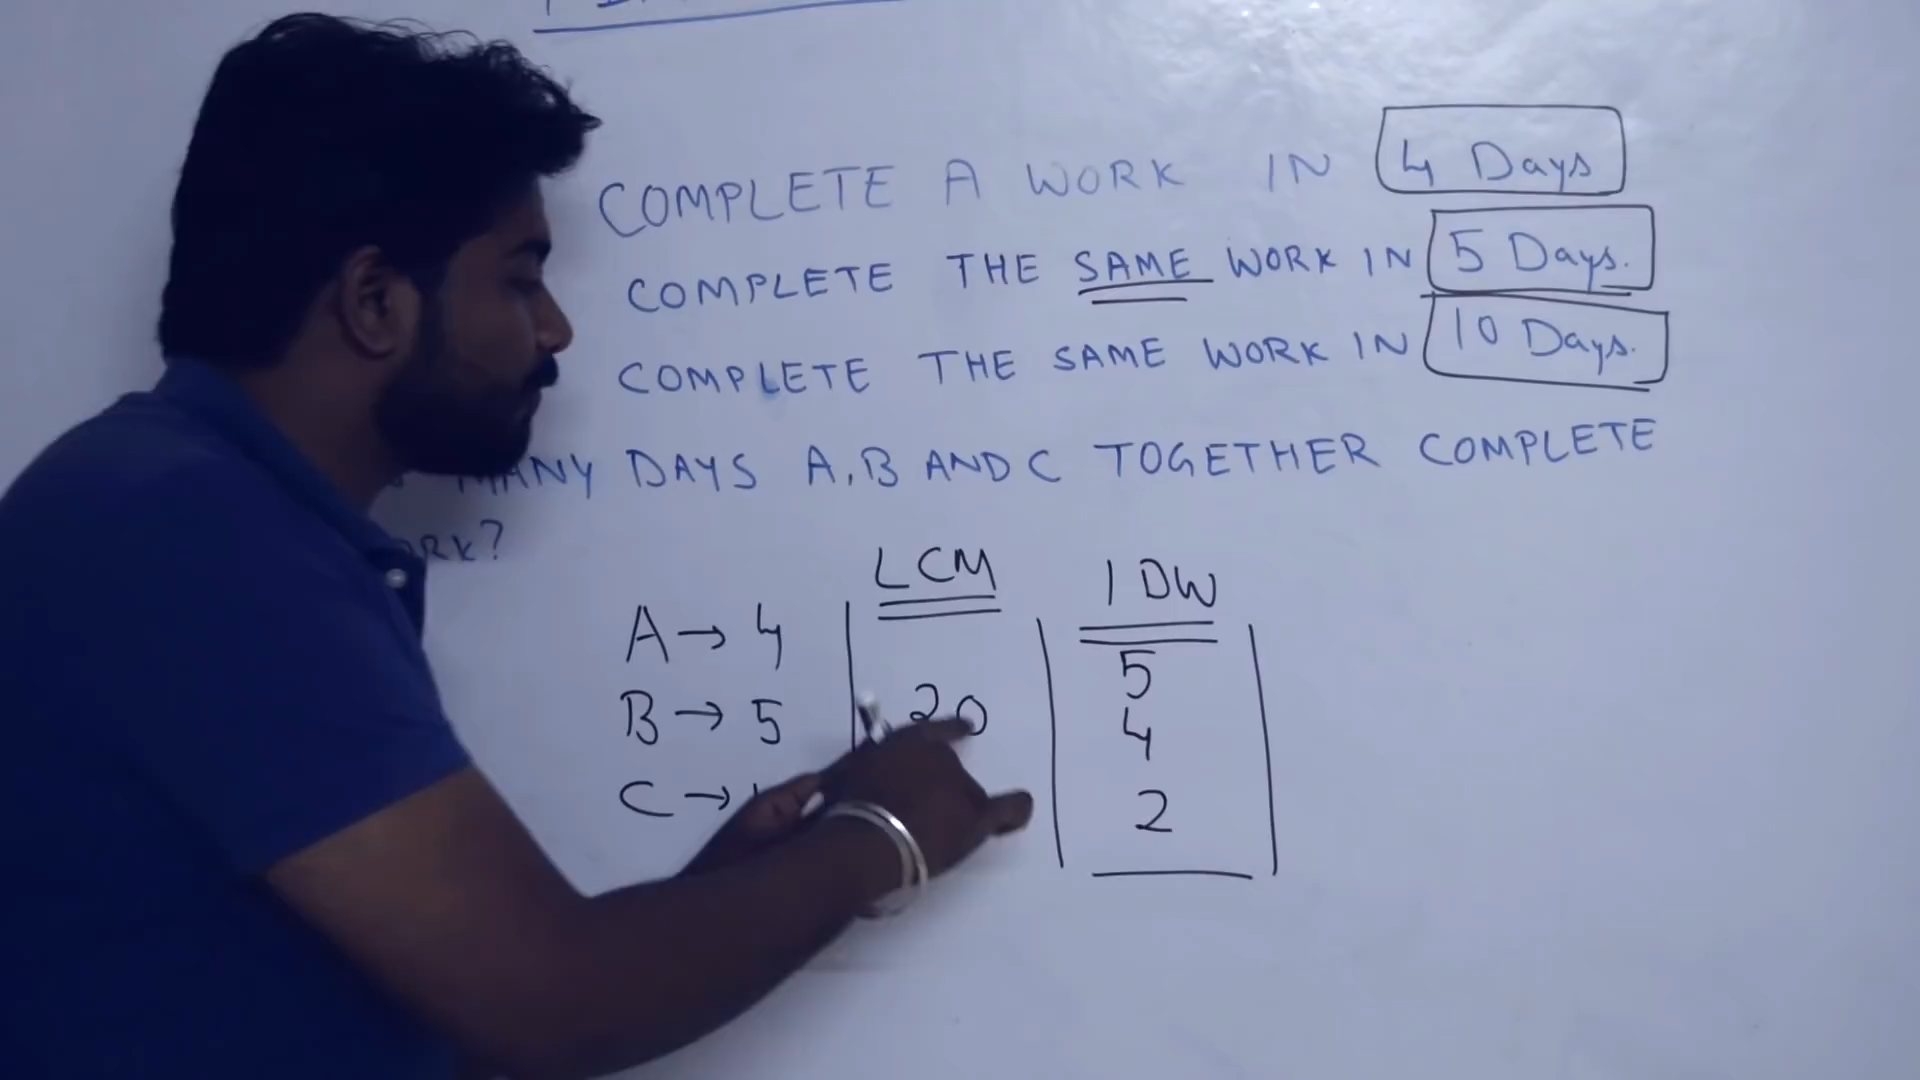 COMPLETE A WORK IN 4 Days
COMPLETE THE SAME WORK IN 5 Days.
COMPLETE THE SAME WORK IN 10 Days.
MANY DAYS A, B AND C TOGETHER COMPLETE
RK?
LCM 1 DW
A → 4 5
B → 5 20 4
C → 2